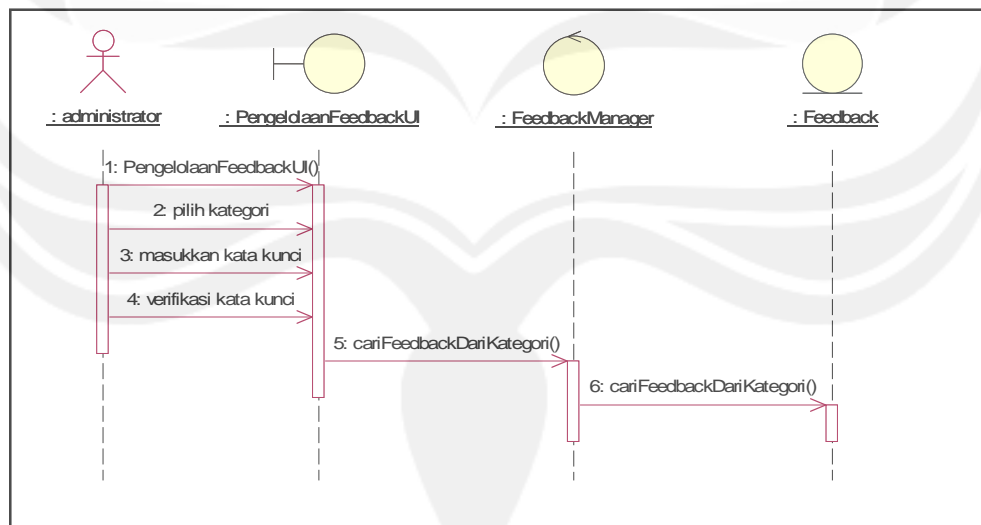 : administrator
: PengelolaanFeedbackUI
: FeedbackManager
: Feedback
1: PengelolaanFeedbackUI()
2: pilih kategori
3: masukkan kata kunci
4: verifikasi kata kunci
5: cariFeedbackDariKategori()
6: cariFeedbackDariKategori()